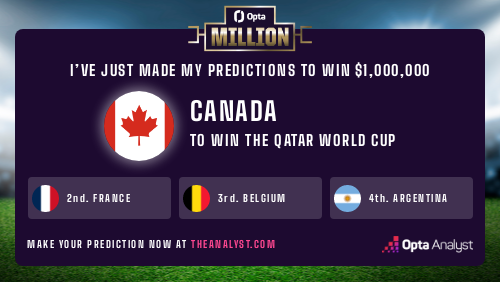 Opta
MILLION
I'VE JUST MADE MY PREDICTIONS TO WIN $1,000,000
CANADA
TO WIN THE QATAR WORLD CUP
2nd. FRANCE
3rd. BELGIUM
4th. ARGENTINA
MAKE YOUR PREDICTION NOW AT THEANALYST.COM
Opta Analyst